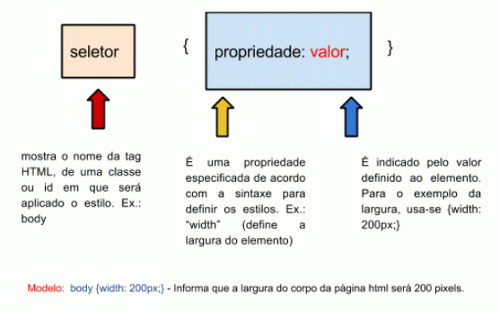 seletor { propriedade: valor; }
mostra o nome da tag
HTML, de uma classe
ou id em que será
aplicado o estilo. Ex.:
body
É uma propriedade
especificada de acordo
com a sintaxe para
definir os estilos. Ex.:
“width” (define a
largura do elemento)
É indicado pelo valor
definido ao elemento.
Para o exemplo da
largura, usa-se {width:
200px;}
Modelo: body {width: 200px;} - Informa que a largura do corpo da página html será 200 pixels.